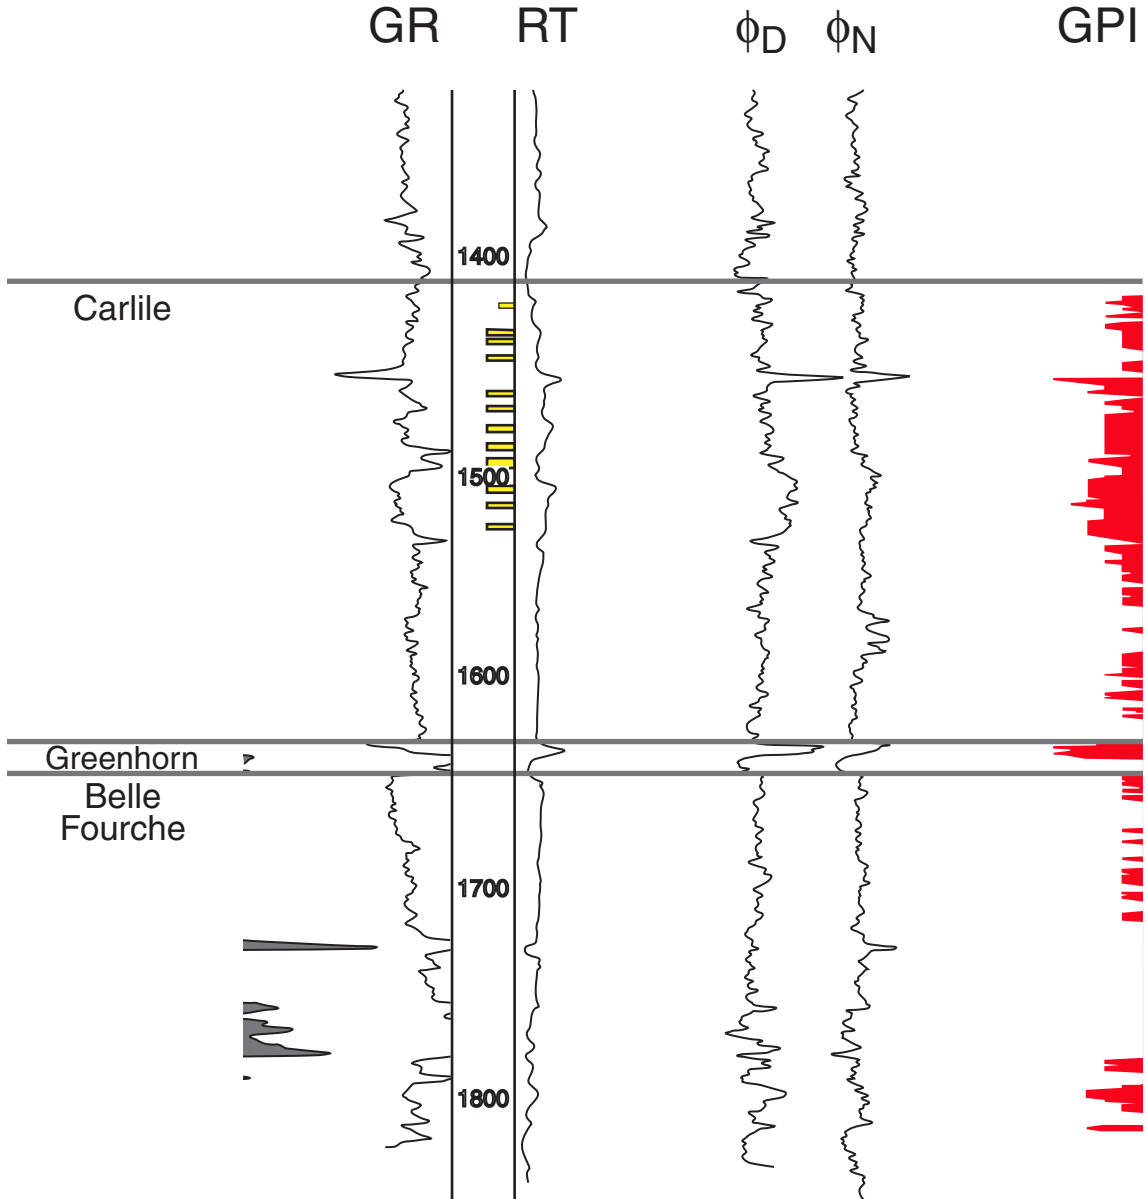 GR RT ϕD ϕN GPI
1400
Carlile
1500
1600
Greenhorn
Belle
Fourche
1700
1800